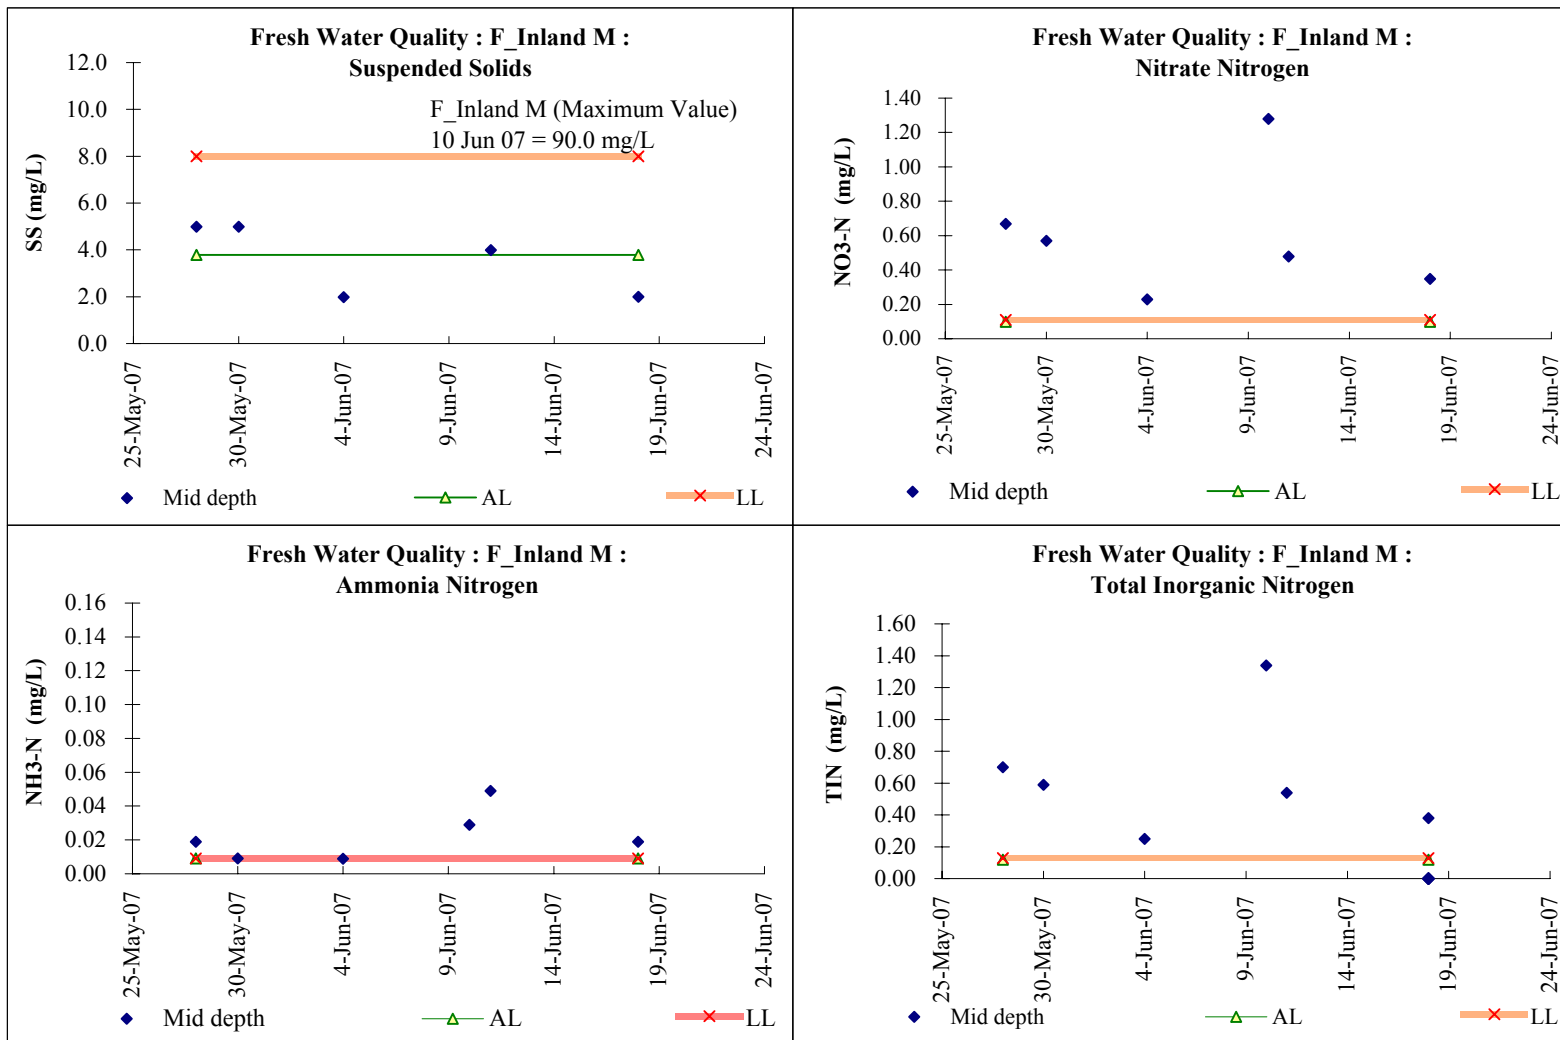 Fresh Water Quality : F_Inland M :
Suspended Solids
12.0
10.0
8.0
6.0
4.0
2.0
0.0
SS (mg/L)
F_Inland M (Maximum Value)
10 Jun 07 = 90.0 mg/L
25-May-07
30-May-07
4-Jun-07
9-Jun-07
14-Jun-07
19-Jun-07
24-Jun-07
Mid depth AL LL
Fresh Water Quality : F_Inland M :
Nitrate Nitrogen
1.40
1.20
1.00
0.80
0.60
0.40
0.20
0.00
NO3-N (mg/L)
25-May-07
30-May-07
4-Jun-07
9-Jun-07
14-Jun-07
19-Jun-07
24-Jun-07
Mid depth AL LL
Fresh Water Quality : F_Inland M :
Ammonia Nitrogen
0.16
0.14
0.12
0.10
0.08
0.06
0.04
0.02
0.00
NH3-N (mg/L)
25-May-07
30-May-07
4-Jun-07
9-Jun-07
14-Jun-07
19-Jun-07
24-Jun-07
Mid depth AL LL
Fresh Water Quality : F_Inland M :
Total Inorganic Nitrogen
1.60
1.40
1.20
1.00
0.80
0.60
0.40
0.20
0.00
TIN (mg/L)
25-May-07
30-May-07
4-Jun-07
9-Jun-07
14-Jun-07
19-Jun-07
24-Jun-07
Mid depth AL LL